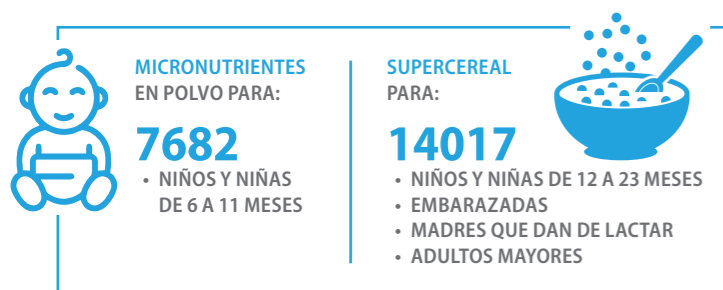 MICRONUTRIENTES
EN POLVO PARA:
7682
• NIÑOS Y NIÑAS
DE 6 A 11 MESES
SUPERCEREAL
PARA:
14017
• NIÑOS Y NIÑAS DE 12 A 23 MESES
• EMBARAZADAS
• MADRES QUE DAN DE LACTAR
• ADULTOS MAYORES